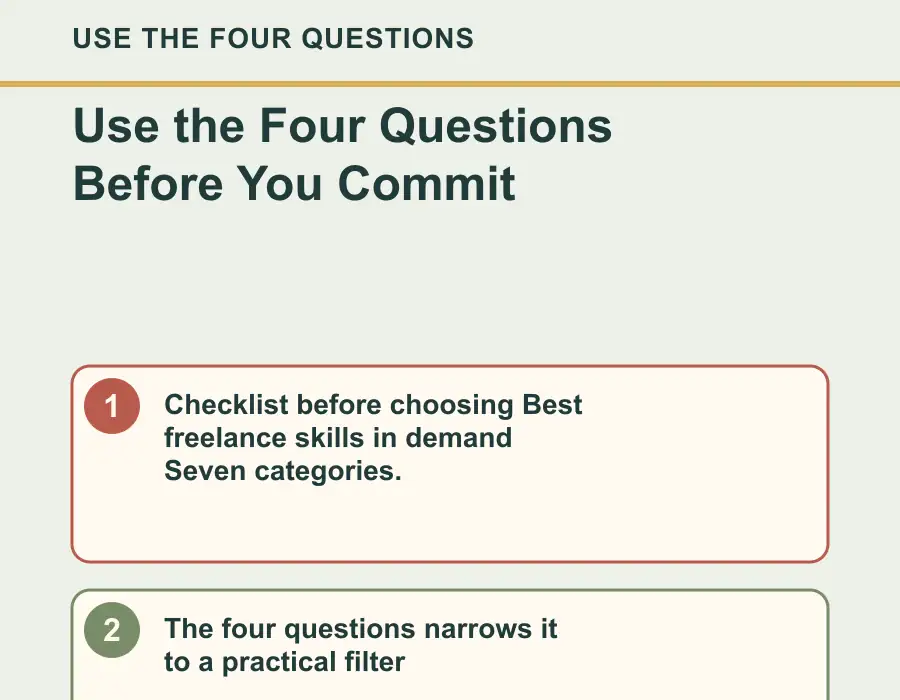 USE THE FOUR QUESTIONS
Use the Four Questions
Before You Commit
1
Checklist before choosing Best
freelance skills in demand
Seven categories.
2
The four questions narrows it
to a practical filter